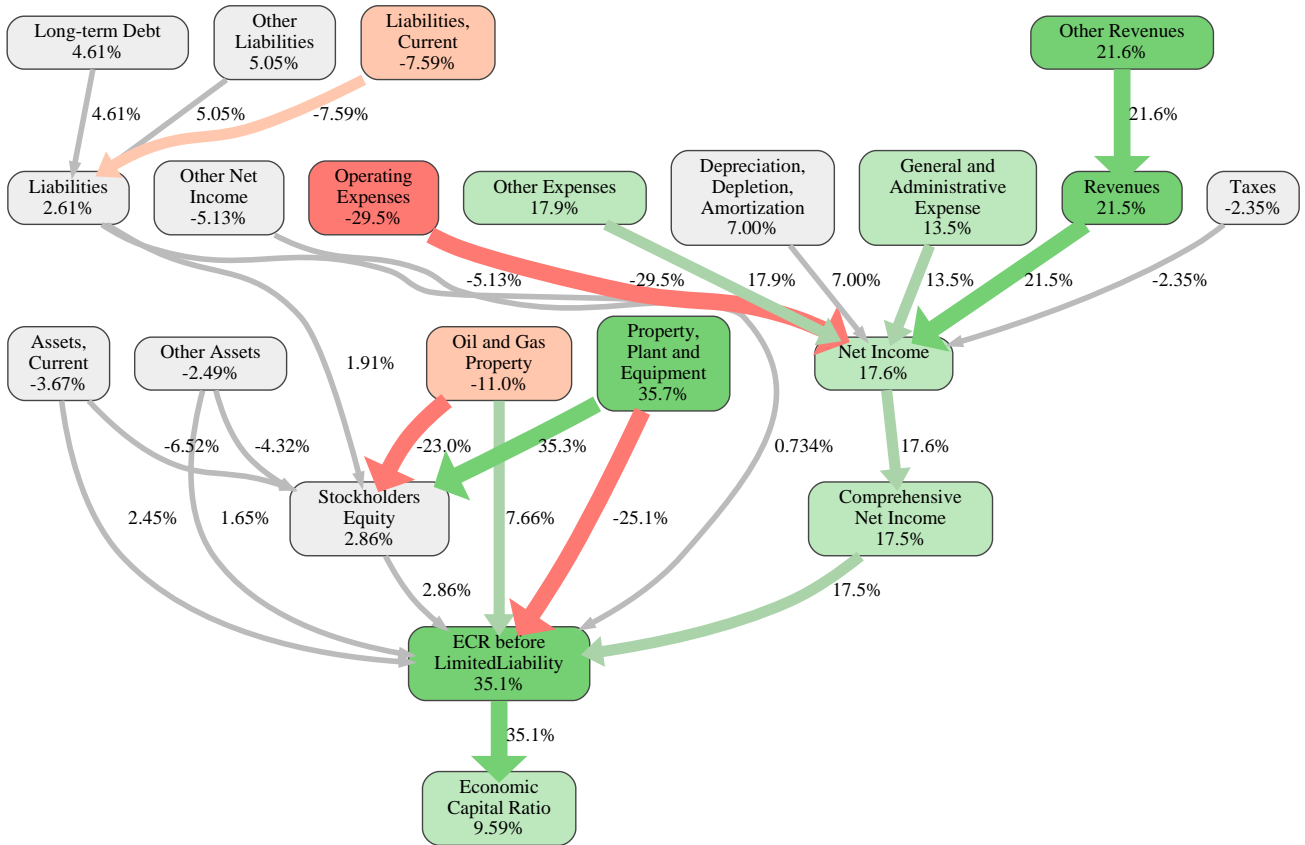 Long-term Debt
4.61%
Other
Liabilities
5.05%
Liabilities,
Current
-7.59%
Other Revenues
21.6%
4.61%
5.05%
-7.59%
21.6%
Liabilities
2.61%
Other Net
Income
-5.13%
Operating
Expenses
-29.5%
Other Expenses
17.9%
Depreciation,
Depletion,
Amortization
7.00%
General and
Administrative
Expense
13.5%
Revenues
21.5%
Taxes
-2.35%
-5.13%
-29.5%
17.9%
7.00%
13.5%
21.5%
-2.35%
Assets,
Current
-3.67%
Other Assets
-2.49%
1.91%
Oil and Gas
Property
-11.0%
Property,
Plant and
Equipment
35.7%
Net Income
17.6%
-6.52%
-4.32%
-23.0%
35.3%
0.734%
17.6%
2.45%
1.65%
Stockholders
Equity
2.86%
7.66%
-25.1%
Comprehensive
Net Income
17.5%
2.86%
17.5%
ECR before
LimitedLiability
35.1%
35.1%
Economic
Capital Ratio
9.59%